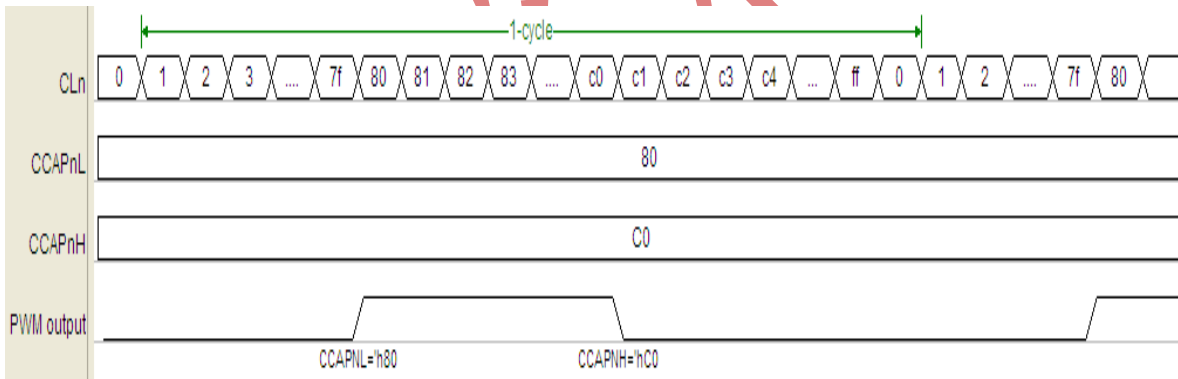 1-cycle
CLn 0 1 2 3 .... 7f 80 81 82 83 .... c0 c1 c2 c3 c4 ... ff 0 1 2 .... 7f 80
CCAPnL 80
CCAPnH C0
PWM output
CCAPNL='h80 CCAPNH='hC0